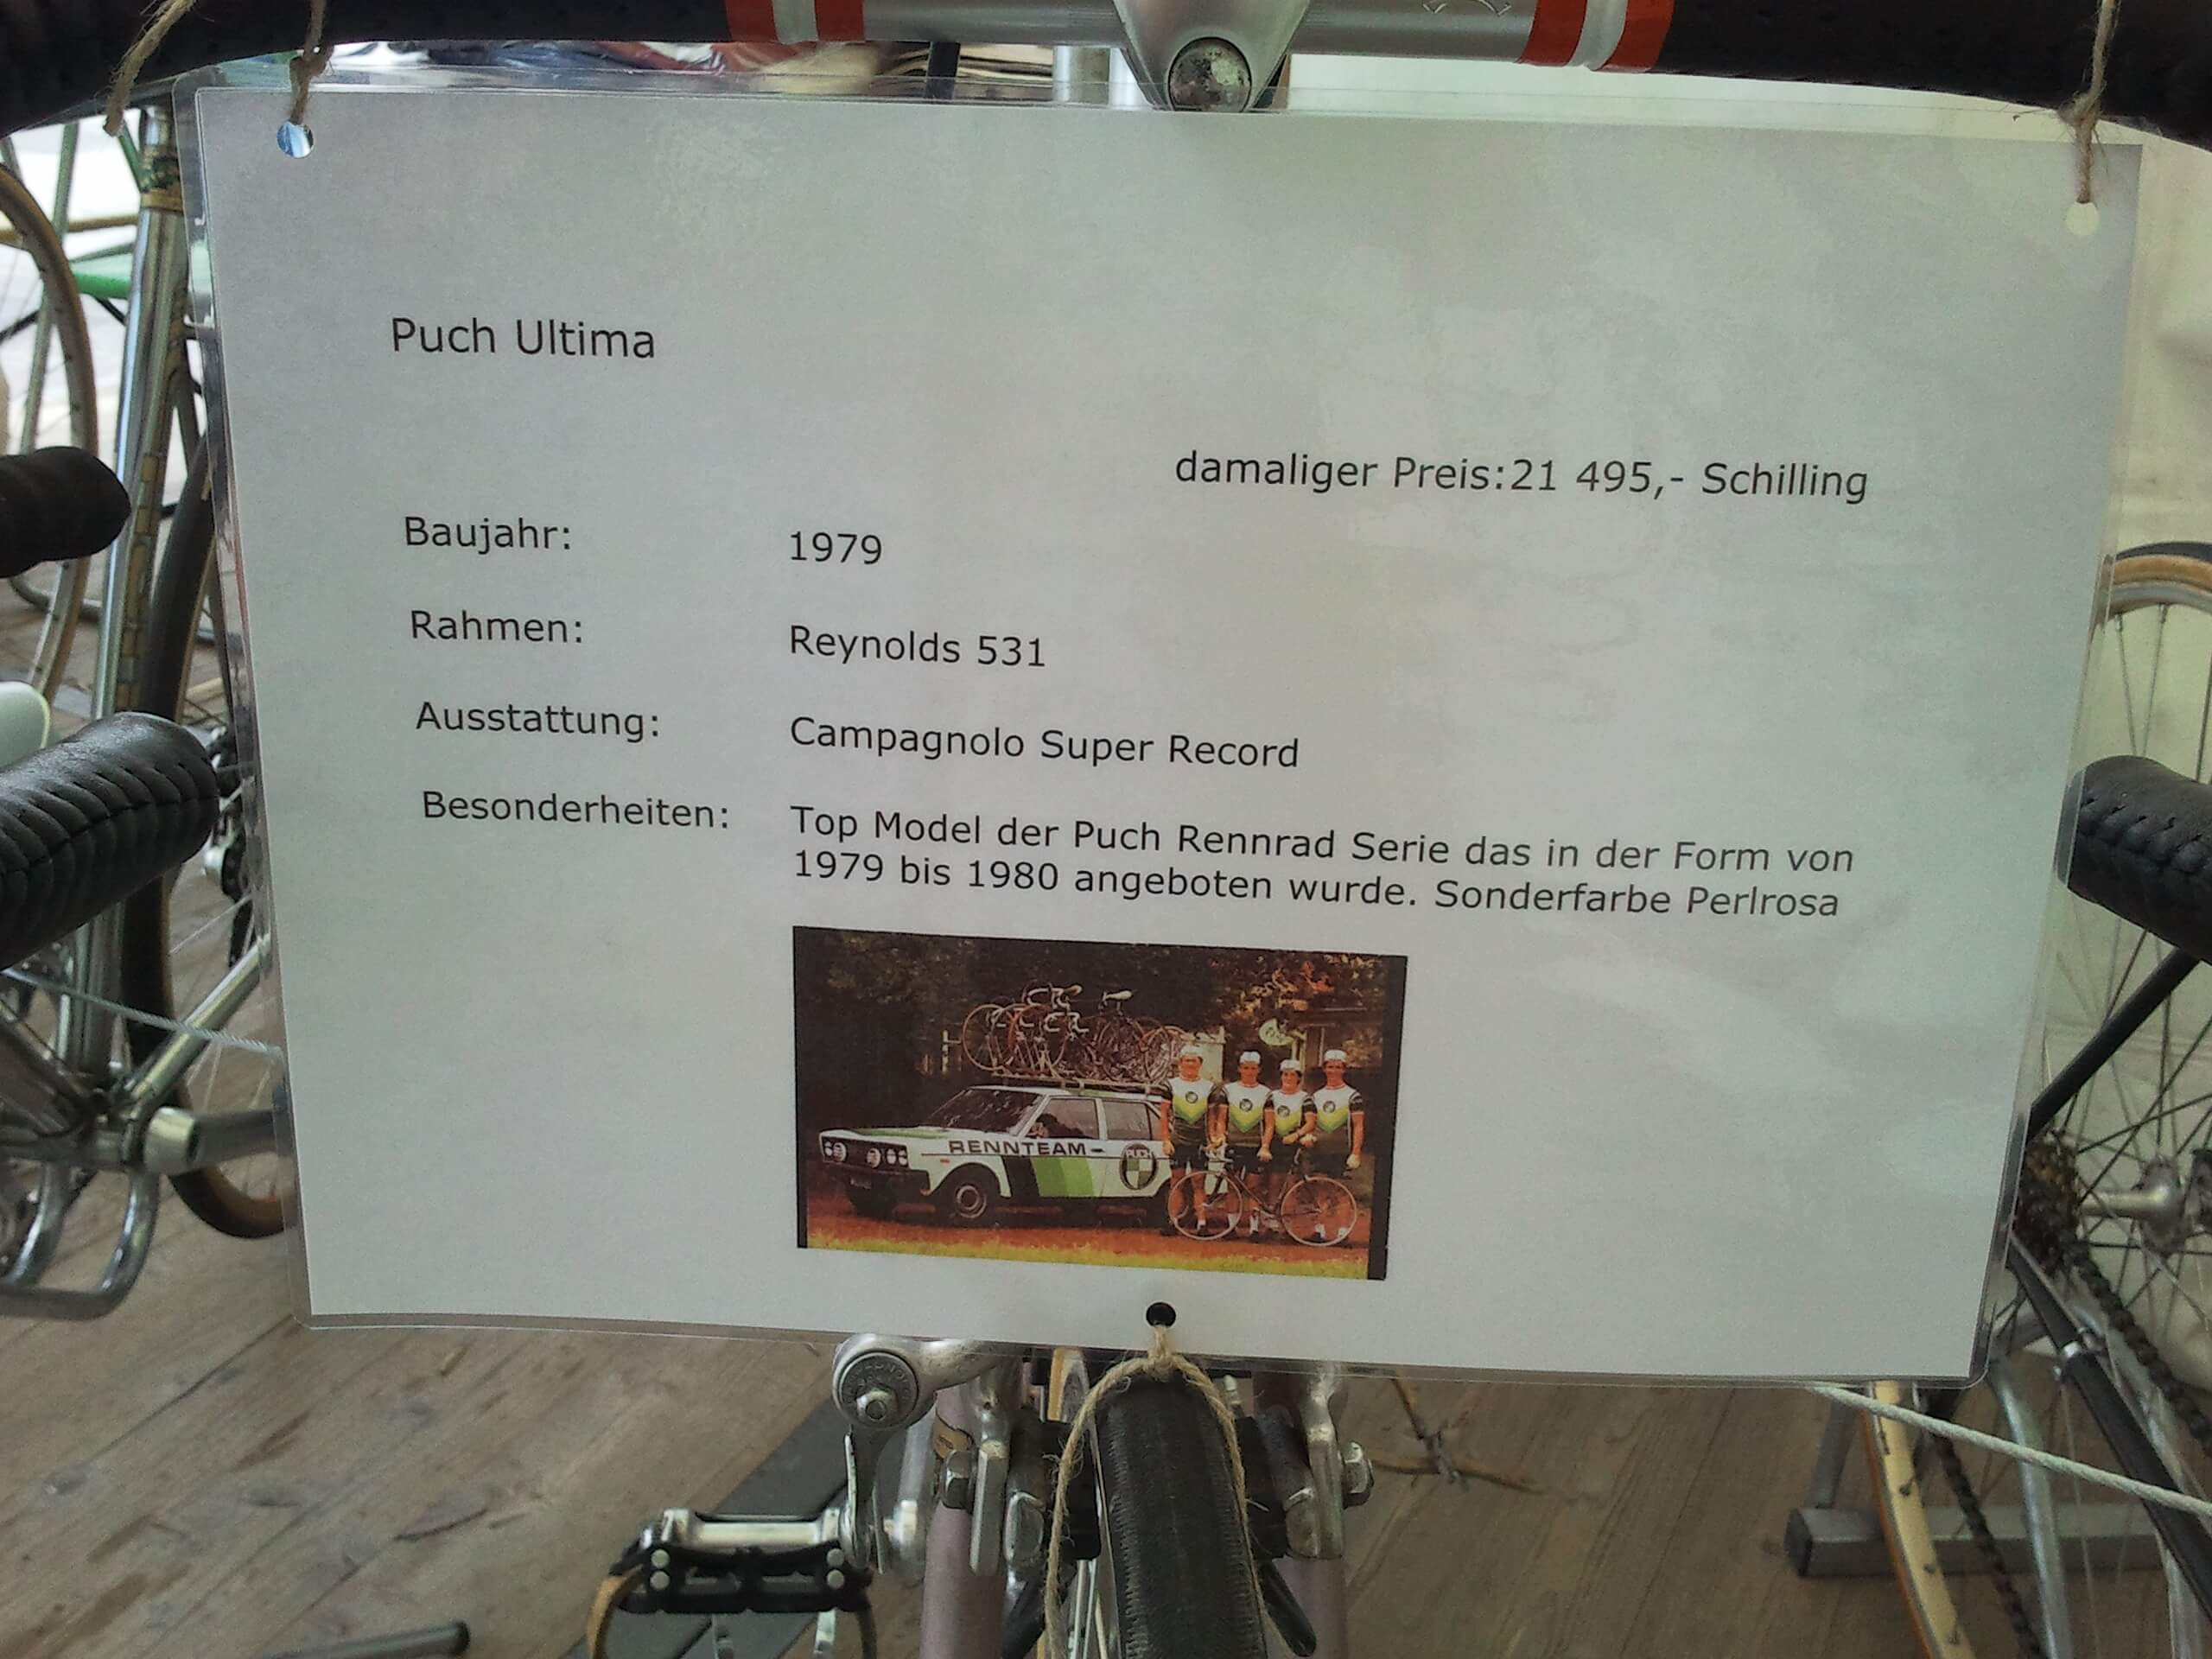 Puch Ultima
damaliger Preis:21 495,- Schilling
Baujahr: 1979
Rahmen: Reynolds 531
Ausstattung: Campagnolo Super Record
Besonderheiten: Top Model der Puch Rennrad Serie das in der Form von
1979 bis 1980 angeboten wurde. Sonderfarbe Perlrosa
RENNTEAM-
PUCH